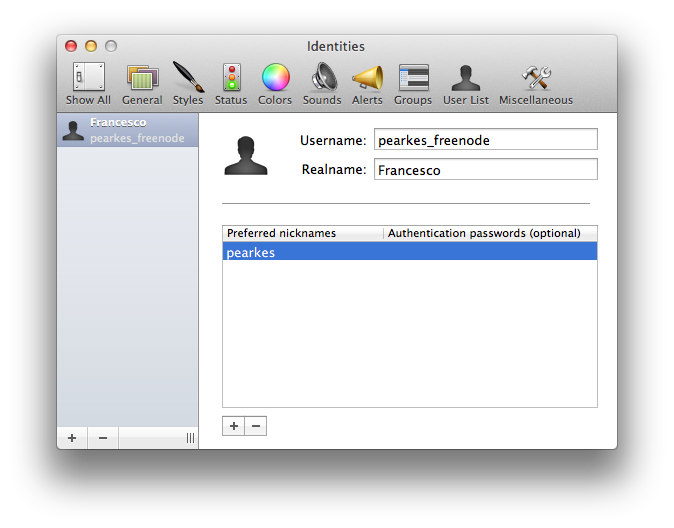 Identities
Show All General Styles Status Colors Sounds Alerts Groups User List Miscellaneous
Francesco
pearkes_freenode
Username: pearkes_freenode
Realname: Francesco
Preferred nicknames Authentication passwords (optional)
pearkes